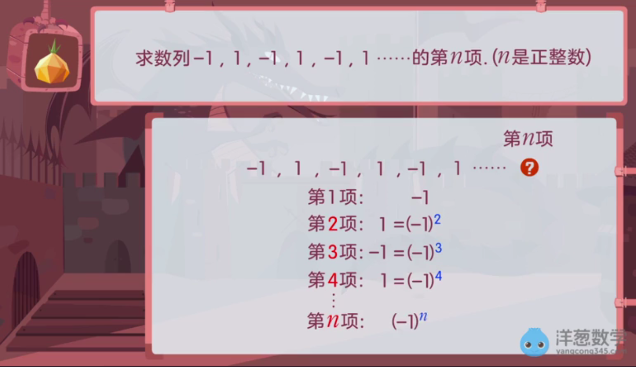 求数列-1，1，-1，1，-1，1……的第n项.(n是正整数)
第n项
-1，1，-1，1，-1，1 …… ?
第1项： -1
第2项： 1=(-1)²
第3项：-1=(-1)³
第4项： 1=(-1)⁴
⋮
第n项： (-1)ⁿ
洋葱数学
yangcong345.com